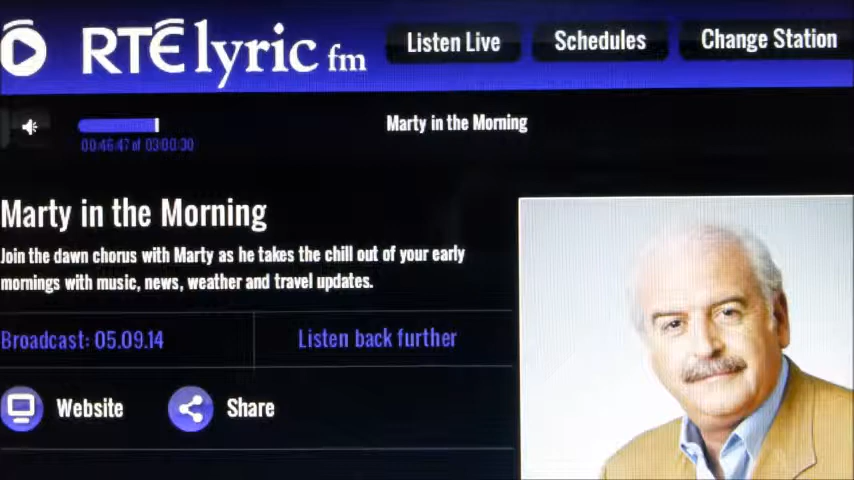 RTÉ lyric fm
Listen Live
Schedules
Change Station
Marty in the Morning
00:46:47 of 03:00:30
Marty in the Morning
Join the dawn chorus with Marty as he takes the chill out of your early
mornings with music, news, weather and travel updates.
Broadcast: 05.09.14
Listen back further
Website
Share